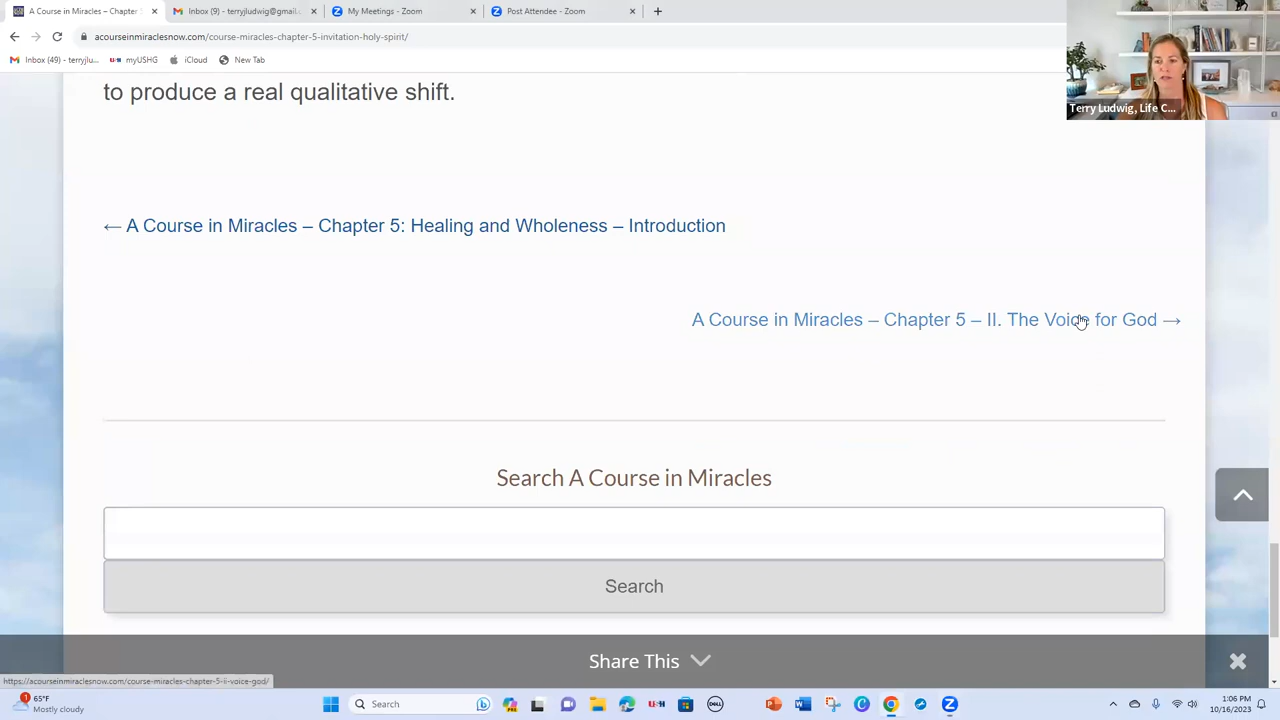 A Course in Miracles – Chapter 5
Inbox (49) - terryjludwig@gmail.
My Meetings - Zoom
Post Attendee - Zoom
acourseinmiraclesnow.com/course-miracles-chapter-5-invitation-holy-spirit/
Inbox (49) - terryjlu...
myUSHG
iCloud
New Tab
Terry Ludwig, Life C...
to produce a real qualitative shift.
← A Course in Miracles – Chapter 5: Healing and Wholeness – Introduction
A Course in Miracles – Chapter 5 – II. The Voice for God →
Search A Course in Miracles
Search
Share This
https://acourseinmiraclesnow.com/course-miracles-chapter-5-ii-voice-god/
1
65°F
Mostly cloudy
Search
DELL
1:06 PM
10/16/2023